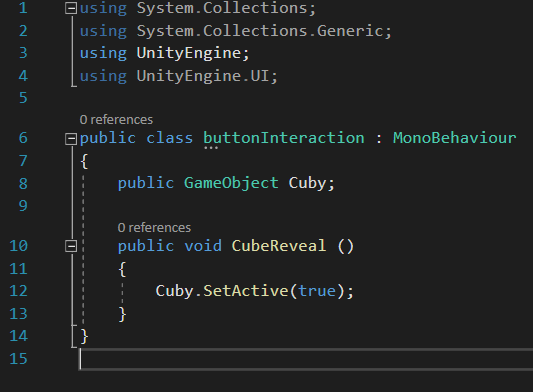 1 using System.Collections;
2 using System.Collections.Generic;
3 using UnityEngine;
4 using UnityEngine.UI;
5
0 references
6 public class buttonInteraction : MonoBehaviour
7 {
8 public GameObject Cuby;
9
0 references
10 public void CubeReveal ()
11 {
12 Cuby.SetActive(true);
13 }
14 }
15